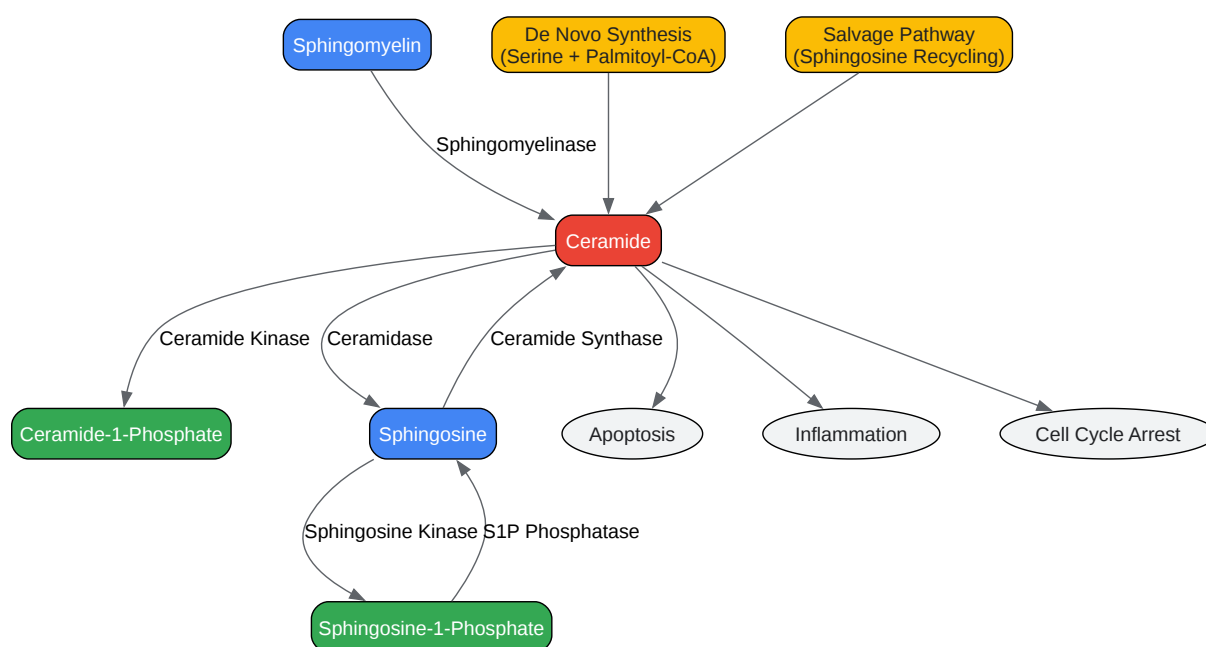 Sphingomyelin
De Novo Synthesis
(Serine + Palmitoyl-CoA)
Salvage Pathway
(Sphingosine Recycling)
Sphingomyelinase
Ceramide
Ceramide Kinase
Ceramidase
Ceramide Synthase
Ceramide-1-Phosphate
Sphingosine
Apoptosis
Inflammation
Cell Cycle Arrest
Sphingosine Kinase
S1P Phosphatase
Sphingosine-1-Phosphate